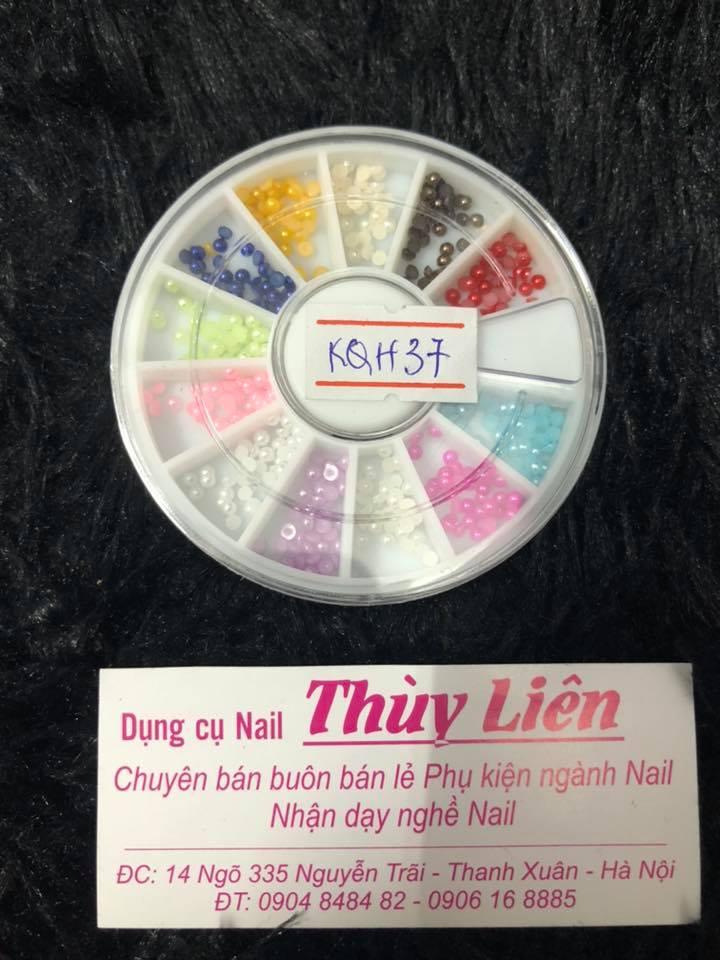 KQH37
Dụng cụ Nail Thùy Liên
Chuyên bán buôn bán lẻ Phụ kiện ngành Nail
Nhận dạy nghề Nail
ĐC: 14 Ngõ 335 Nguyễn Trãi - Thanh Xuân - Hà Nội
ĐT: 0904 8484 82 - 0906 16 8885